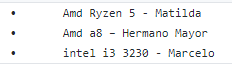 • Amd Ryzen 5 - Matilda
• Amd a8 – Hermano Mayor
• intel i3 3230 - Marcelo